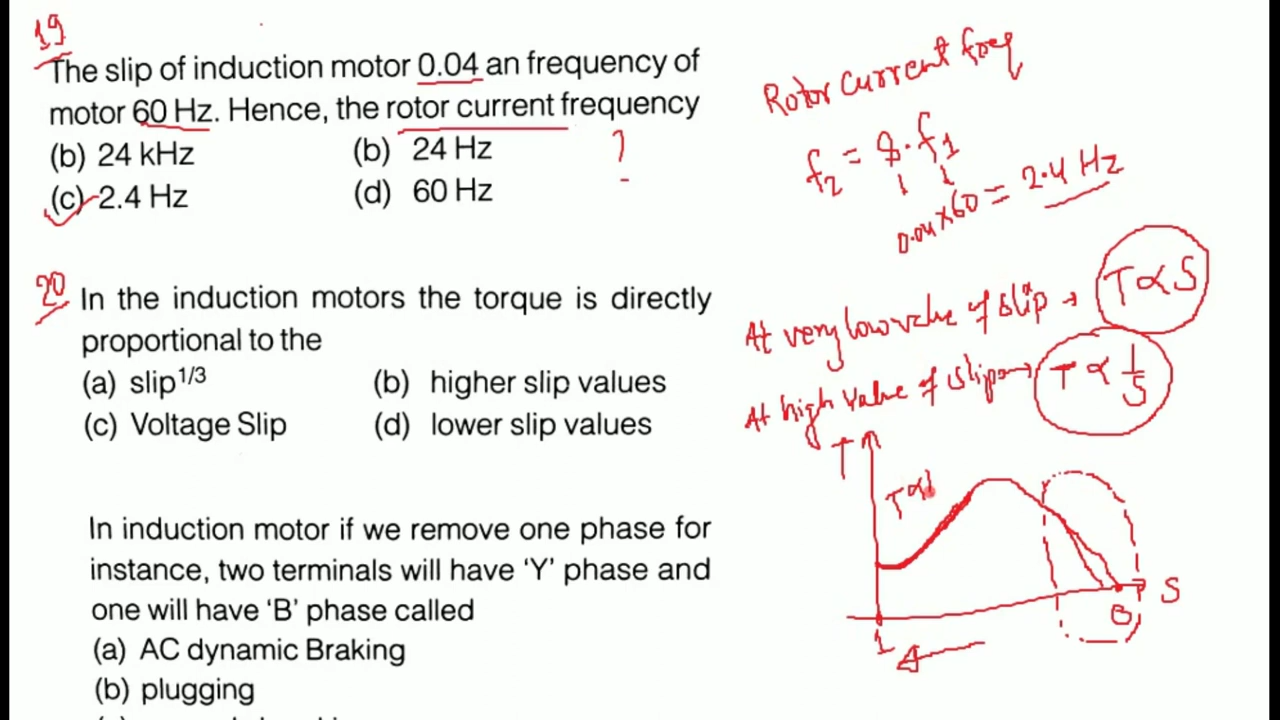 19
The slip of induction motor 0.04 an frequency of
motor 60 Hz. Hence, the rotor current frequency
(b) 24 kHz (b) 24 Hz ?
(c) 2.4 Hz (d) 60 Hz
Rotor current freq
f2 = s.f1
0.04x60 = 2.4 Hz
20
In the induction motors the torque is directly
proportional to the
(a) slip^1/3 (b) higher slip values
(c) Voltage Slip (d) lower slip values
At very low value of slip → T∝S
At high value of slip → T ∝ 1/S
T
T∝
S
0
1
In induction motor if we remove one phase for
instance, two terminals will have ‘Y’ phase and
one will have ‘B’ phase called
(a) AC dynamic Braking
(b) plugging